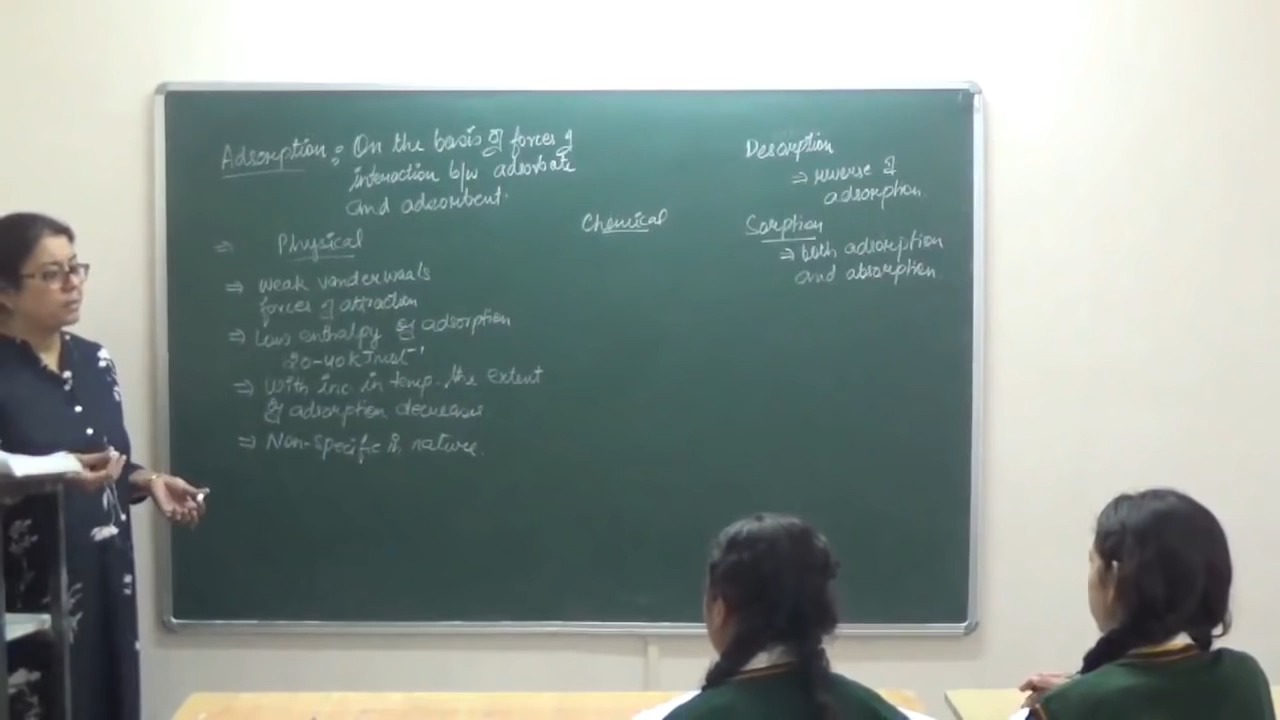 Adsorption : On the basis of forces of
interaction b/w adsorbate
and adsorbent.
⇒ Physical
⇒ weak vanderwaals
forces of attraction
⇒ Low enthalpy of adsorption
20-40 kJ mol⁻¹
⇒ With inc in temp. the extent
of adsorption decreases
⇒ Non-specific in nature.
Chemical
Desorption
⇒ reverse of
adsorption.
Sorption
⇒ both adsorption
and absorption.